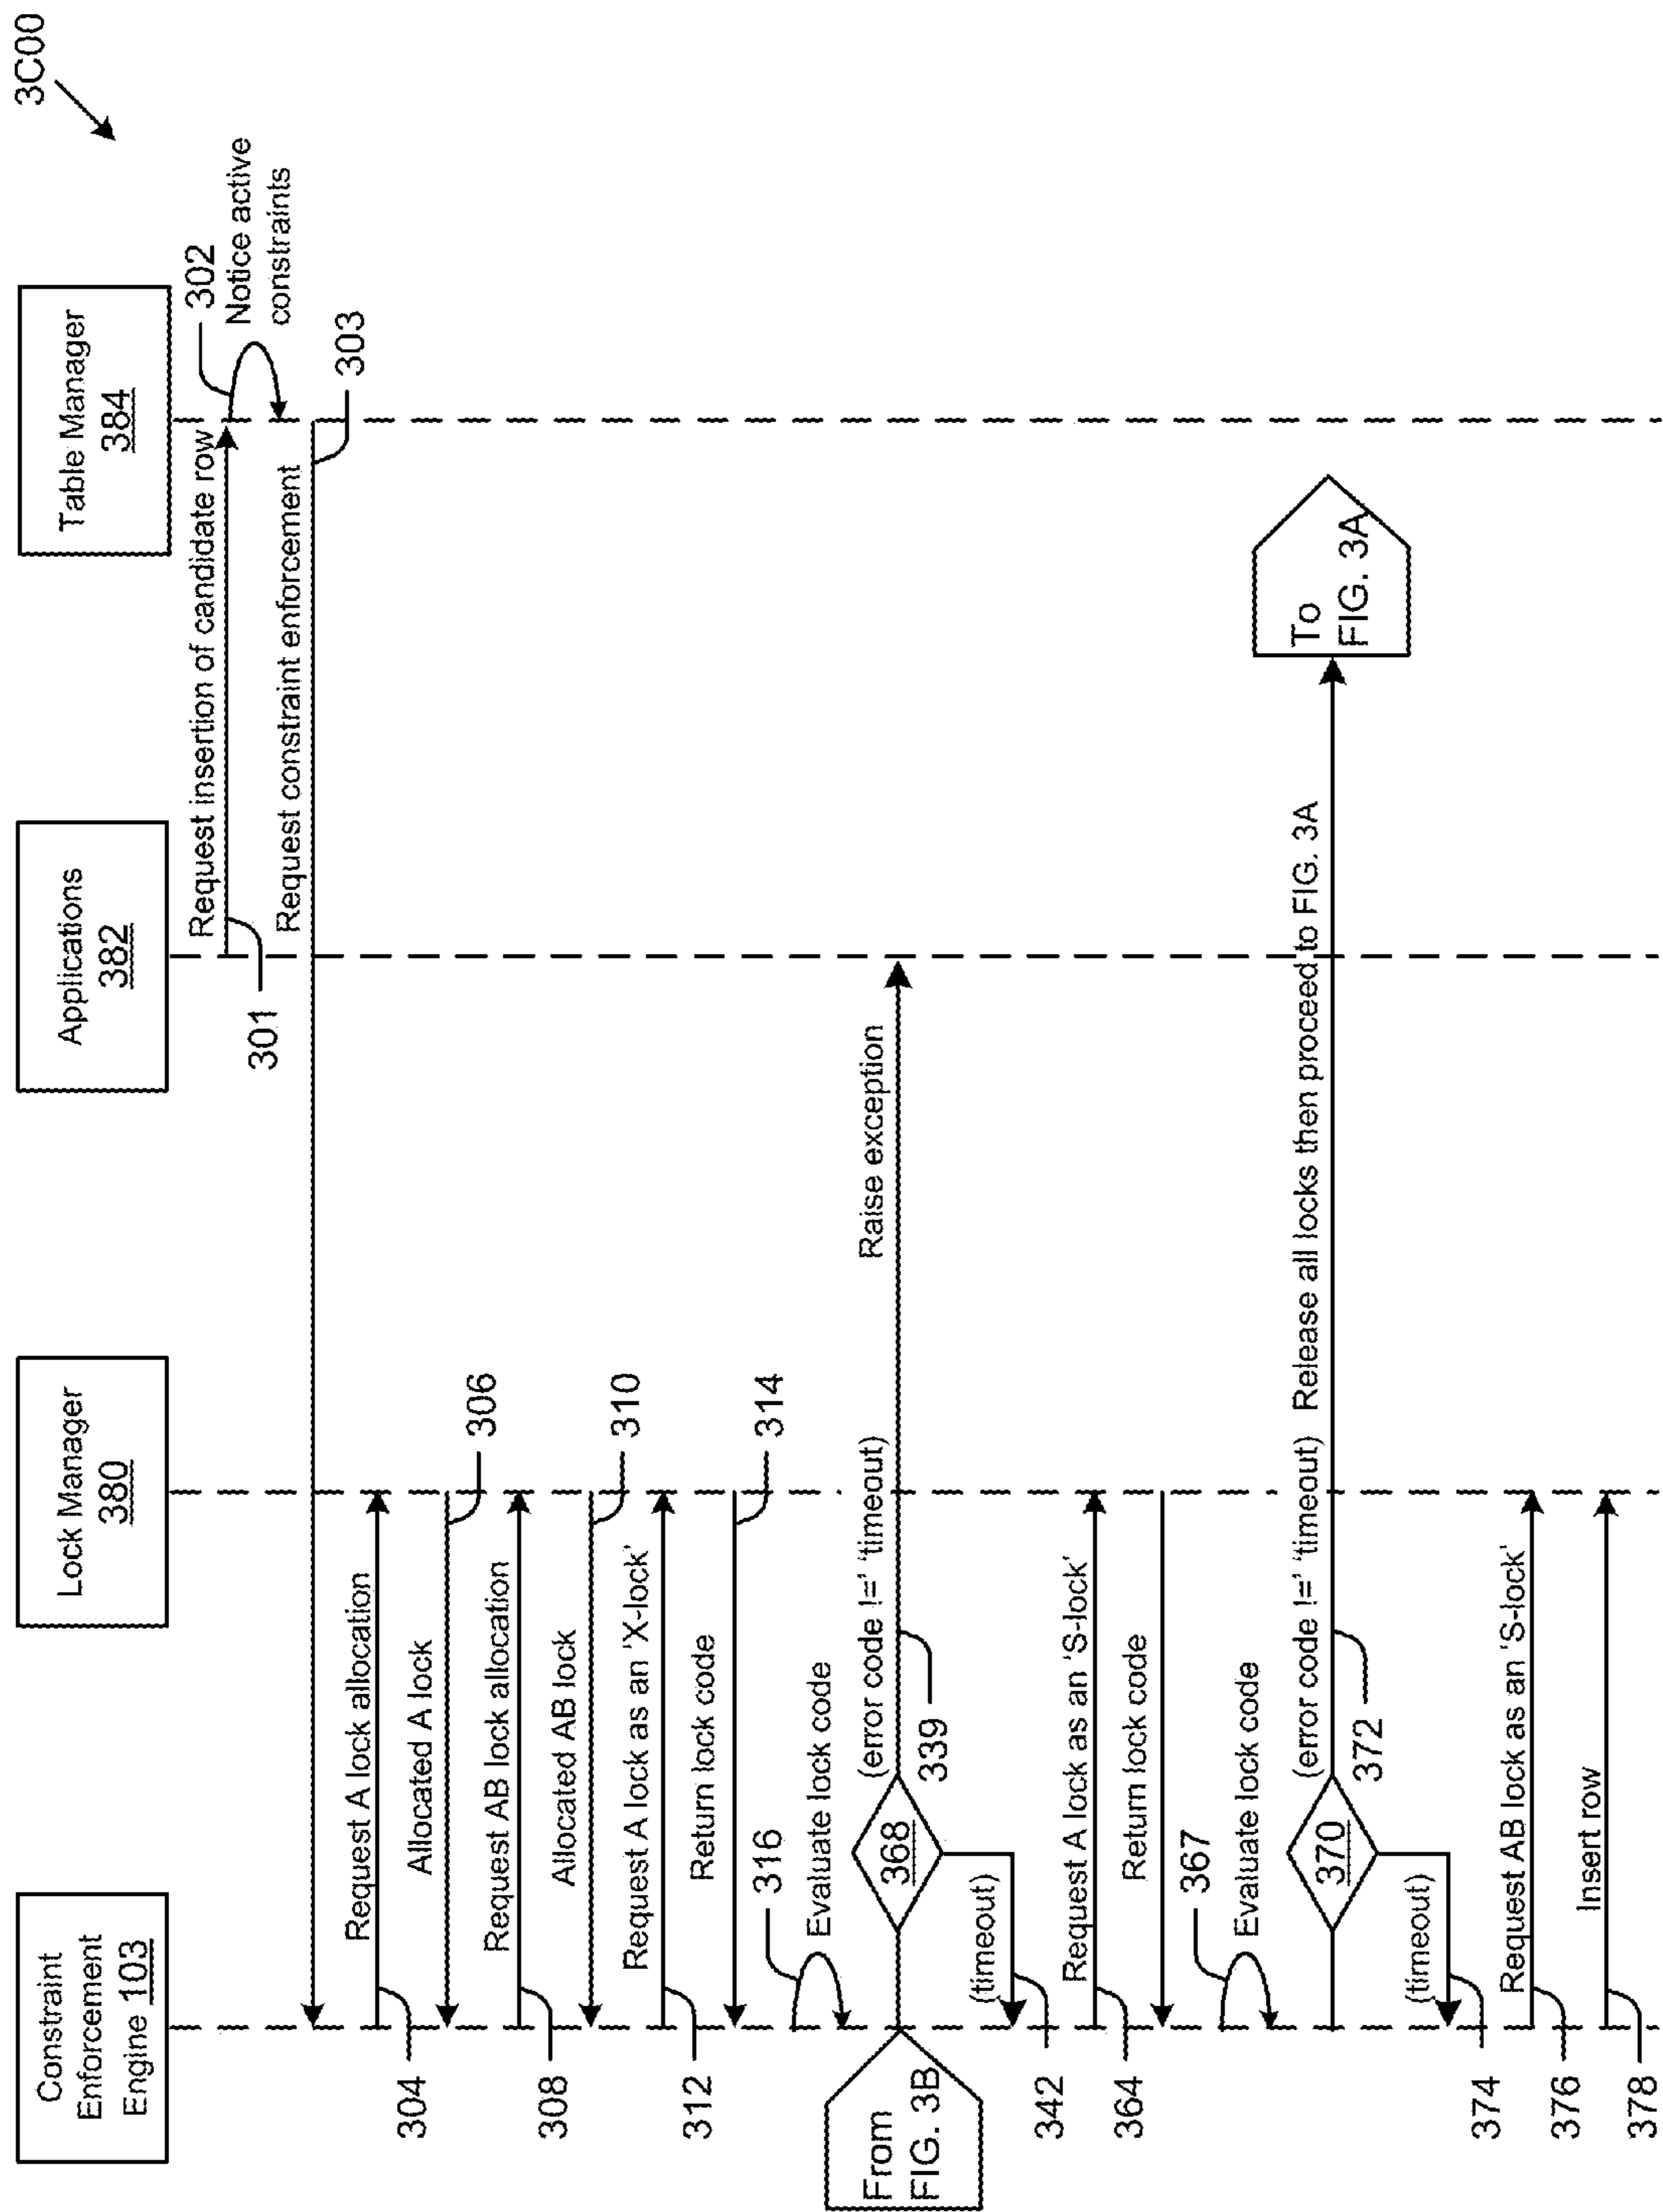 3C00
Constraint
Enforcement
Engine 103
Lock Manager
380
Applications
382
Table Manager
384
Request insertion of candidate row
301
302
Notice active
constraints
Request constraint enforcement
303
Request A lock allocation
304
Allocated A lock
306
Request AB lock allocation
308
Allocated AB lock
310
Request A lock as an 'X-lock'
312
Return lock code
314
316
Evaluate lock code
From
FIG. 3B
368
(error code !=' 'timeout)
Raise exception
339
(timeout)
342
Request A lock as an 'S-lock'
364
Return lock code
367
Evaluate lock code
370
(error code !=' 'timeout)
Release all locks then proceed to FIG. 3A
372
To
FIG. 3A
(timeout)
374
Request AB lock as an 'S-lock'
376
Insert row
378